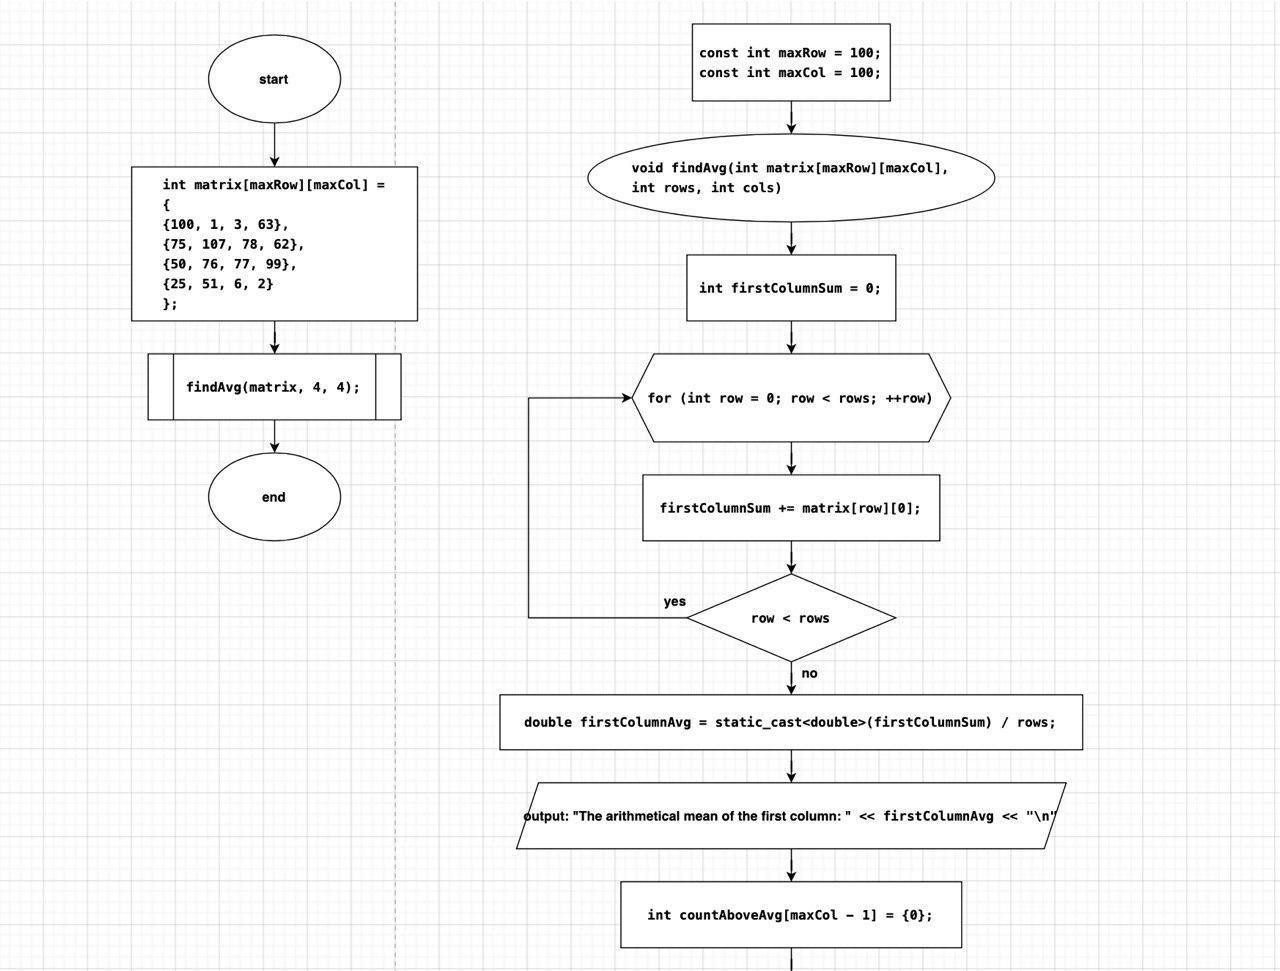 start
int matrix[maxRow][maxCol] =
{
{100, 1, 3, 63},
{75, 107, 78, 62},
{50, 76, 77, 99},
{25, 51, 6, 2}
};
findAvg(matrix, 4, 4);
end
const int maxRow = 100;
const int maxCol = 100;
void findAvg(int matrix[maxRow][maxCol],
int rows, int cols)
int firstColumnSum = 0;
for (int row = 0; row < rows; ++row)
firstColumnSum += matrix[row][0];
yes
row < rows
no
double firstColumnAvg = static_cast<double>(firstColumnSum) / rows;
output: "The arithmetical mean of the first column: " << firstColumnAvg << "\n"
int countAboveAvg[maxCol − 1] = {0};